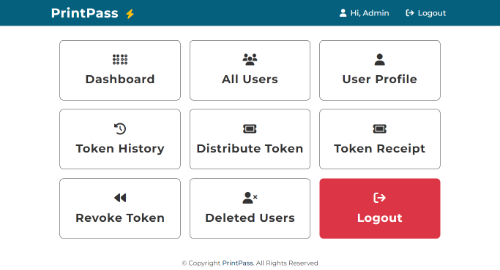 PrintPass
Hi, Admin
Logout
Dashboard
All Users
User Profile
Token History
Distribute Token
Token Receipt
Revoke Token
Deleted Users
Logout
© Copyright PrintPass. All Rights Reserved